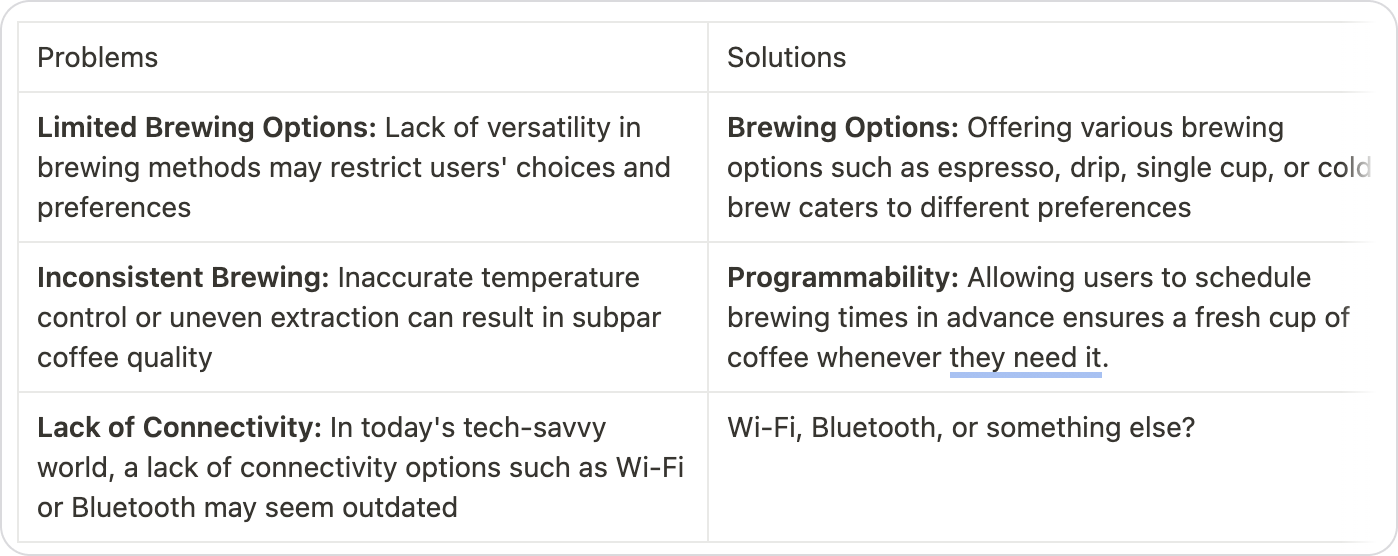 Problems
Solutions
Limited Brewing Options: Lack of versatility in
brewing methods may restrict users' choices and
preferences
Brewing Options: Offering various brewing
options such as espresso, drip, single cup, or cold
brew caters to different preferences
Inconsistent Brewing: Inaccurate temperature
control or uneven extraction can result in subpar
coffee quality
Programmability: Allowing users to schedule
brewing times in advance ensures a fresh cup of
coffee whenever they need it.
Lack of Connectivity: In today's tech-savvy
world, a lack of connectivity options such as Wi-Fi
or Bluetooth may seem outdated
Wi-Fi, Bluetooth, or something else?